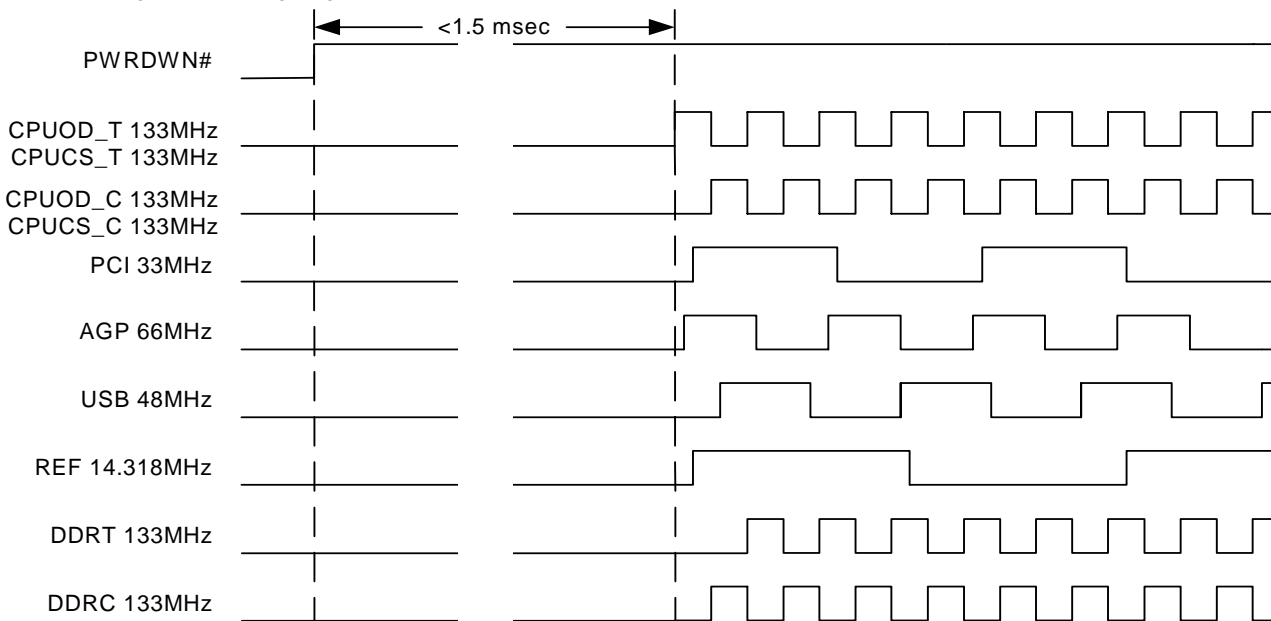 <1.5 msec
PWRDWN#
CPUOD_T 133MHz
CPUCS_T 133MHz
CPUOD_C 133MHz
CPUCS_C 133MHz
PCI 33MHz
AGP 66MHz
USB 48MHz
REF 14.318MHz
DDRT 133MHz
DDRC 133MHz